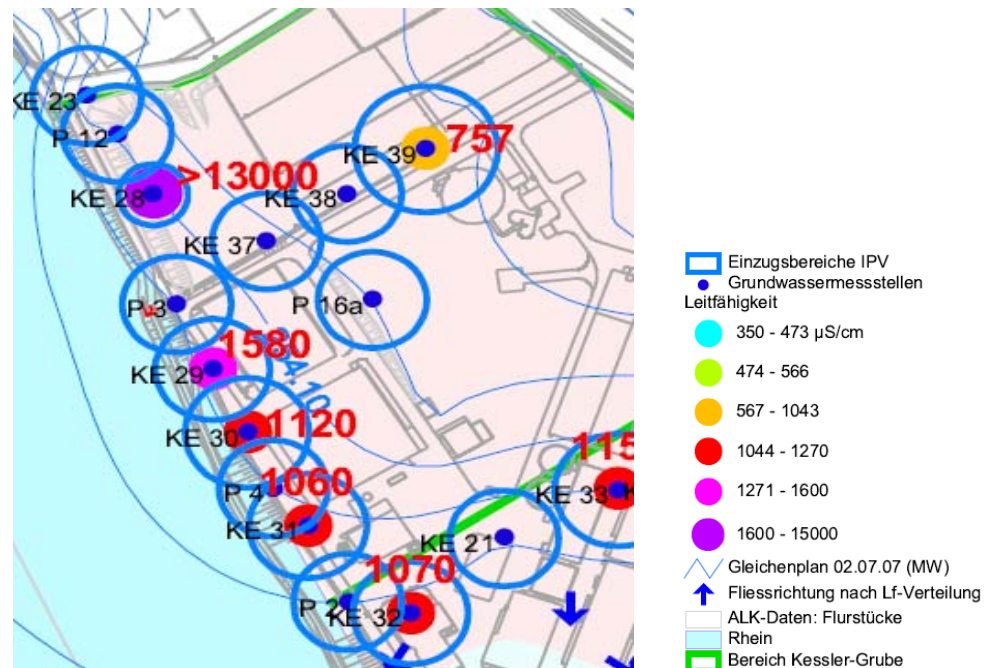 KE 23
P 12
KE 39
757
KE 28
>13000
KE 38
KE 37
P 3
P 16a
1580
KE 29
1120
KE 30
1060
P 4
KE 31
115
KE 33
KE 21
1070
P 2
KE 32
Einzugsbereiche IPV
Grundwassermessstellen
Leitfähigkeit
350 - 473 µS/cm
474 - 566
567 - 1043
1044 - 1270
1271 - 1600
1600 - 15000
Gleichenplan 02.07.07 (MW)
Fliessrichtung nach Lf-Verteilung
ALK-Daten: Flurstücke
Rhein
Bereich Kessler-Grube